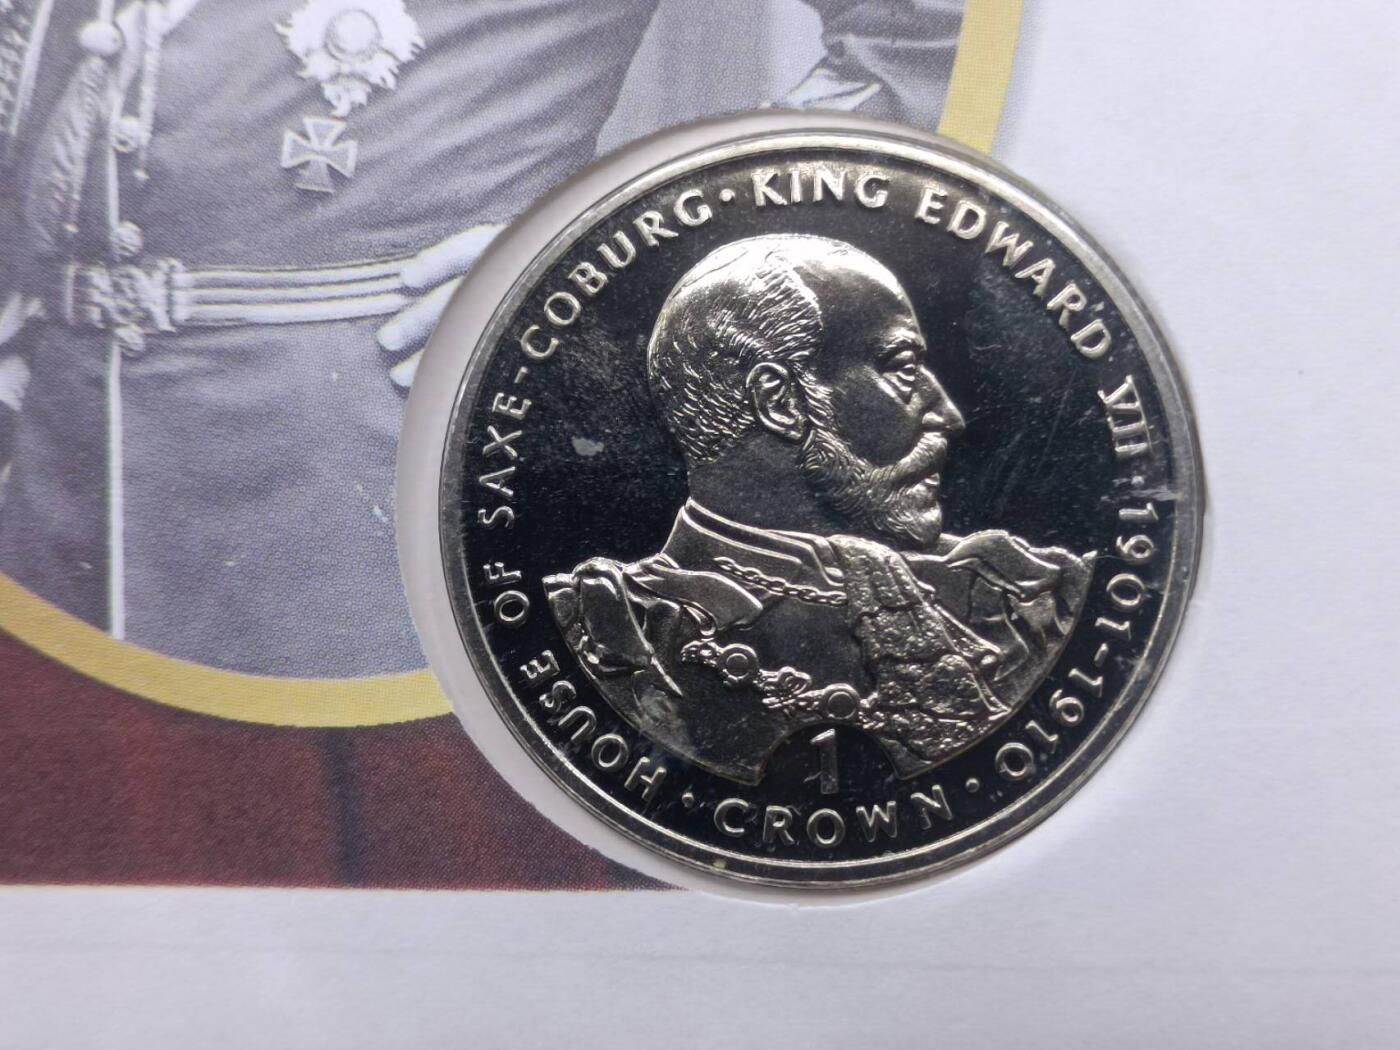 HOUSE OF SAXE-COBURG · KING EDWARD VII · 1901-1910 ·
1
CROWN ·